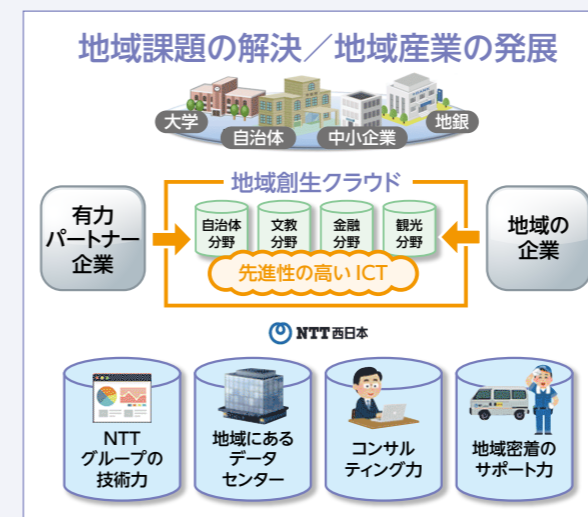 地域課題の解決／地域産業の発展
大学
自治体
中小企業
地銀
地域創生クラウド
有力
パートナー
企業
自治体
分野
文教
分野
金融
分野
観光
分野
先進性の高いICT
地域の
企業
NTT西日本
NTT
グループの
技術力
地域にある
データ
センター
コンサル
ティング力
地域密着の
サポート力